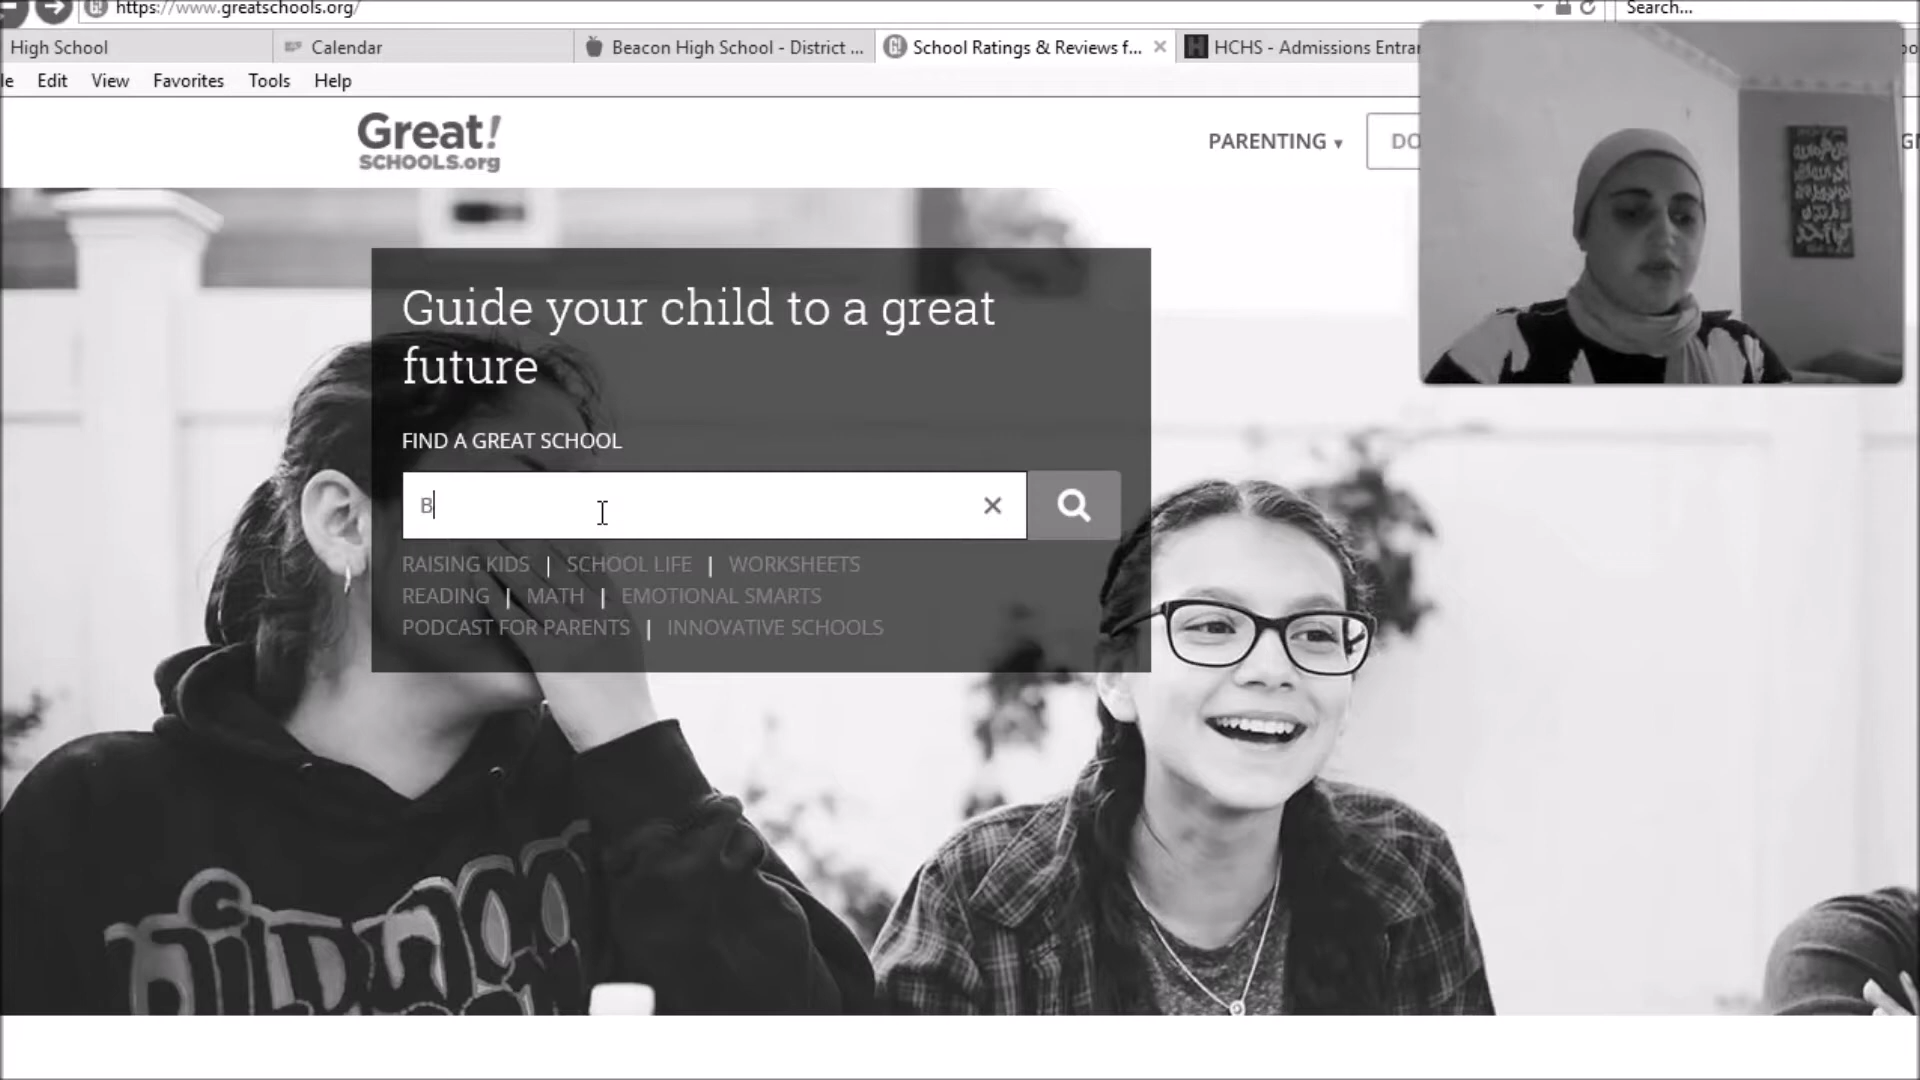 https://www.greatschools.org/
Search...
High School
Calendar
Beacon High School - District ...
School Ratings & Reviews f...
HCHS - Admissions Entra
Edit View Favorites Tools Help
Great!
SCHOOLS.org
PARENTING ▾
DO
Guide your child to a great
future
FIND A GREAT SCHOOL
B
RAISING KIDS | SCHOOL LIFE | WORKSHEETS
READING | MATH | EMOTIONAL SMARTS
PODCAST FOR PARENTS | INNOVATIVE SCHOOLS